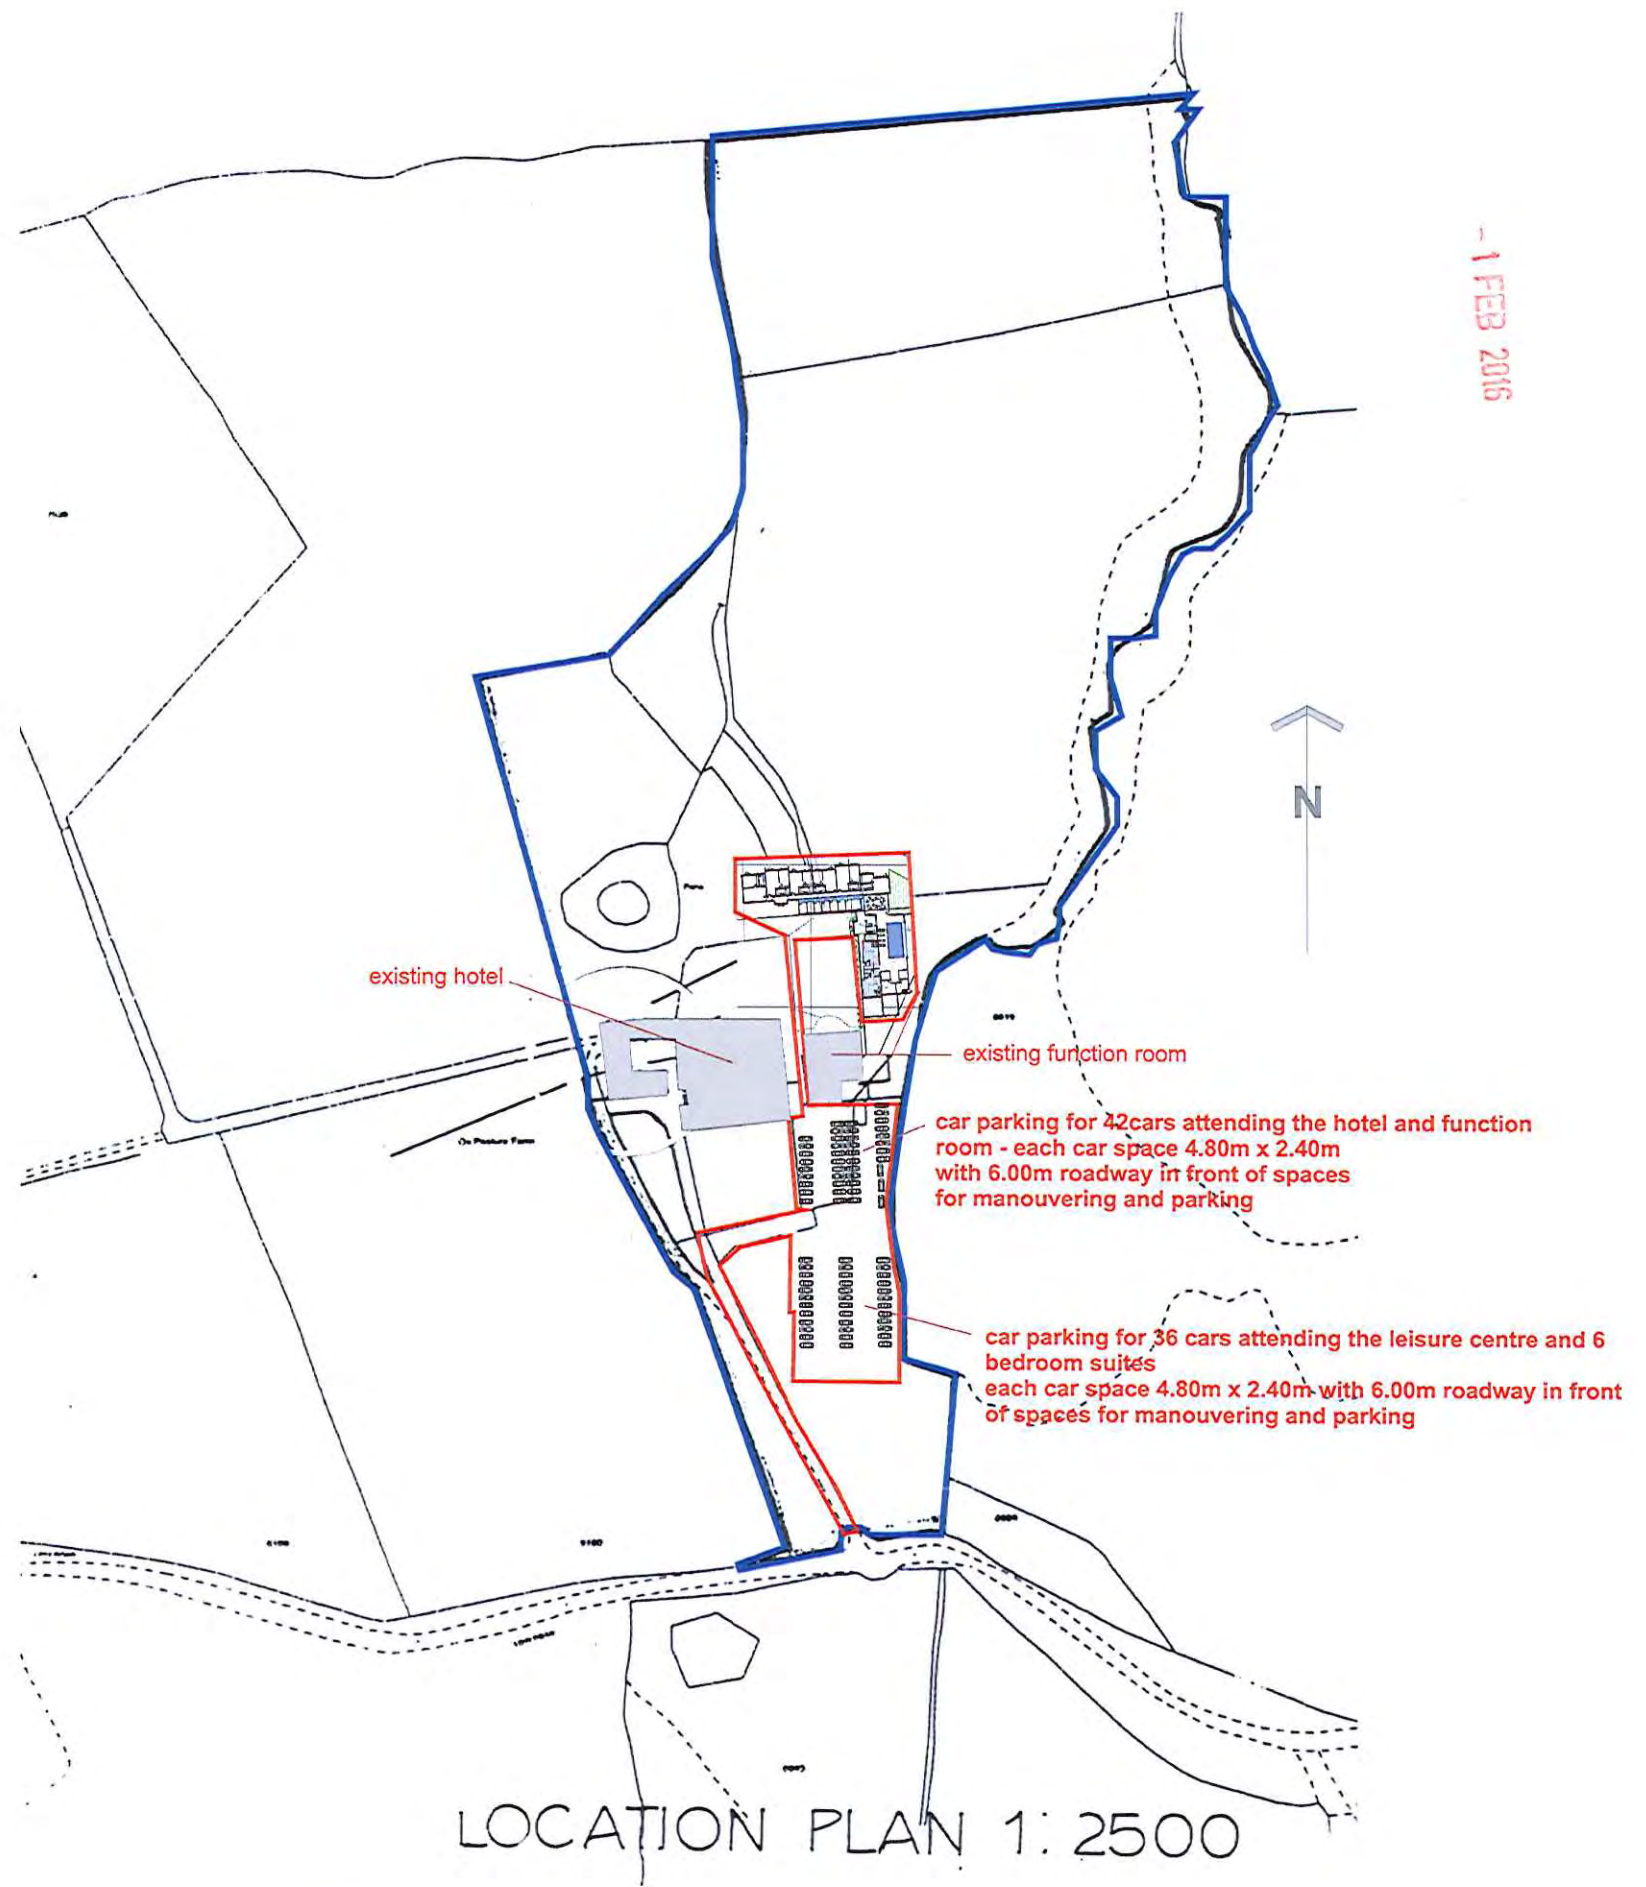 - 1 FEB 2016
N
existing hotel
existing function room
car parking for 42cars attending the hotel and function
room - each car space 4.80m x 2.40m
with 6.00m roadway in front of spaces
for manouvering and parking
car parking for 36 cars attending the leisure centre and 6
bedroom suites
each car space 4.80m x 2.40m with 6.00m roadway in front
of spaces for manouvering and parking
LOCATION PLAN 1:2500